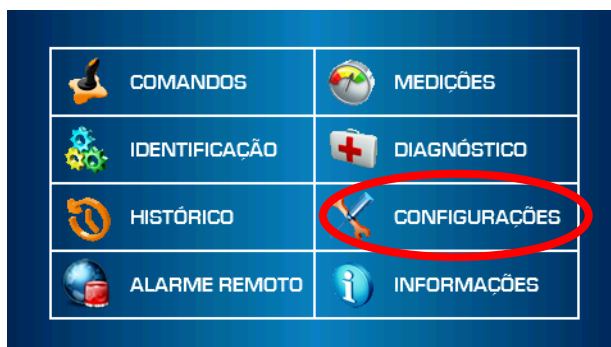 COMANDOS
MEDIÇÕES
IDENTIFICAÇÃO
DIAGNÓSTICO
HISTÓRICO
CONFIGURAÇÕES
ALARME REMOTO
INFORMAÇÕES